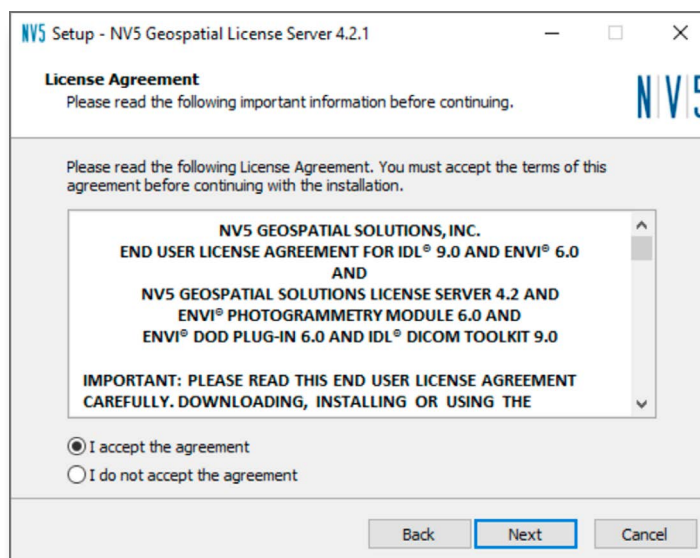 NV5 Setup - NV5 Geospatial License Server 4.2.1
License Agreement
Please read the following important information before continuing.
N|V|5
Please read the following License Agreement. You must accept the terms of this
agreement before continuing with the installation.
NV5 GEOSPATIAL SOLUTIONS, INC.
END USER LICENSE AGREEMENT FOR IDL® 9.0 AND ENVI® 6.0
AND
NV5 GEOSPATIAL SOLUTIONS LICENSE SERVER 4.2 AND
ENVI® PHOTOGRAMMETRY MODULE 6.0 AND
ENVI® DOD PLUG-IN 6.0 AND IDL® DICOM TOOLKIT 9.0
IMPORTANT: PLEASE READ THIS END USER LICENSE AGREEMENT
CAREFULLY. DOWNLOADING, INSTALLING OR USING THE
I accept the agreement
I do not accept the agreement
Back Next Cancel